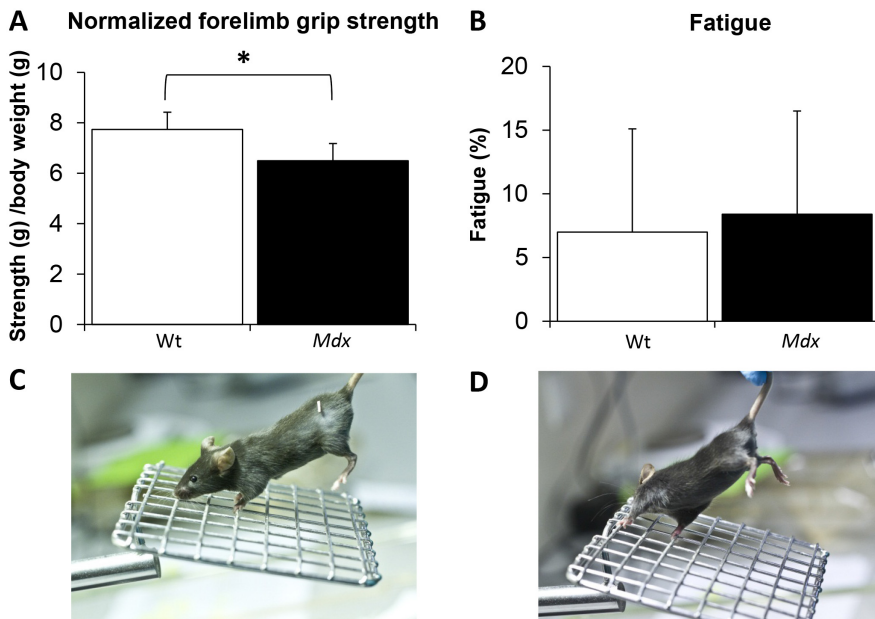 A
Normalized forelimb grip strength
Strength (g) /body weight (g)
10
8
6
4
2
0
*
Wt
Mdx
B
Fatigue
Fatigue (%)
20
15
10
5
0
Wt
Mdx
C
D